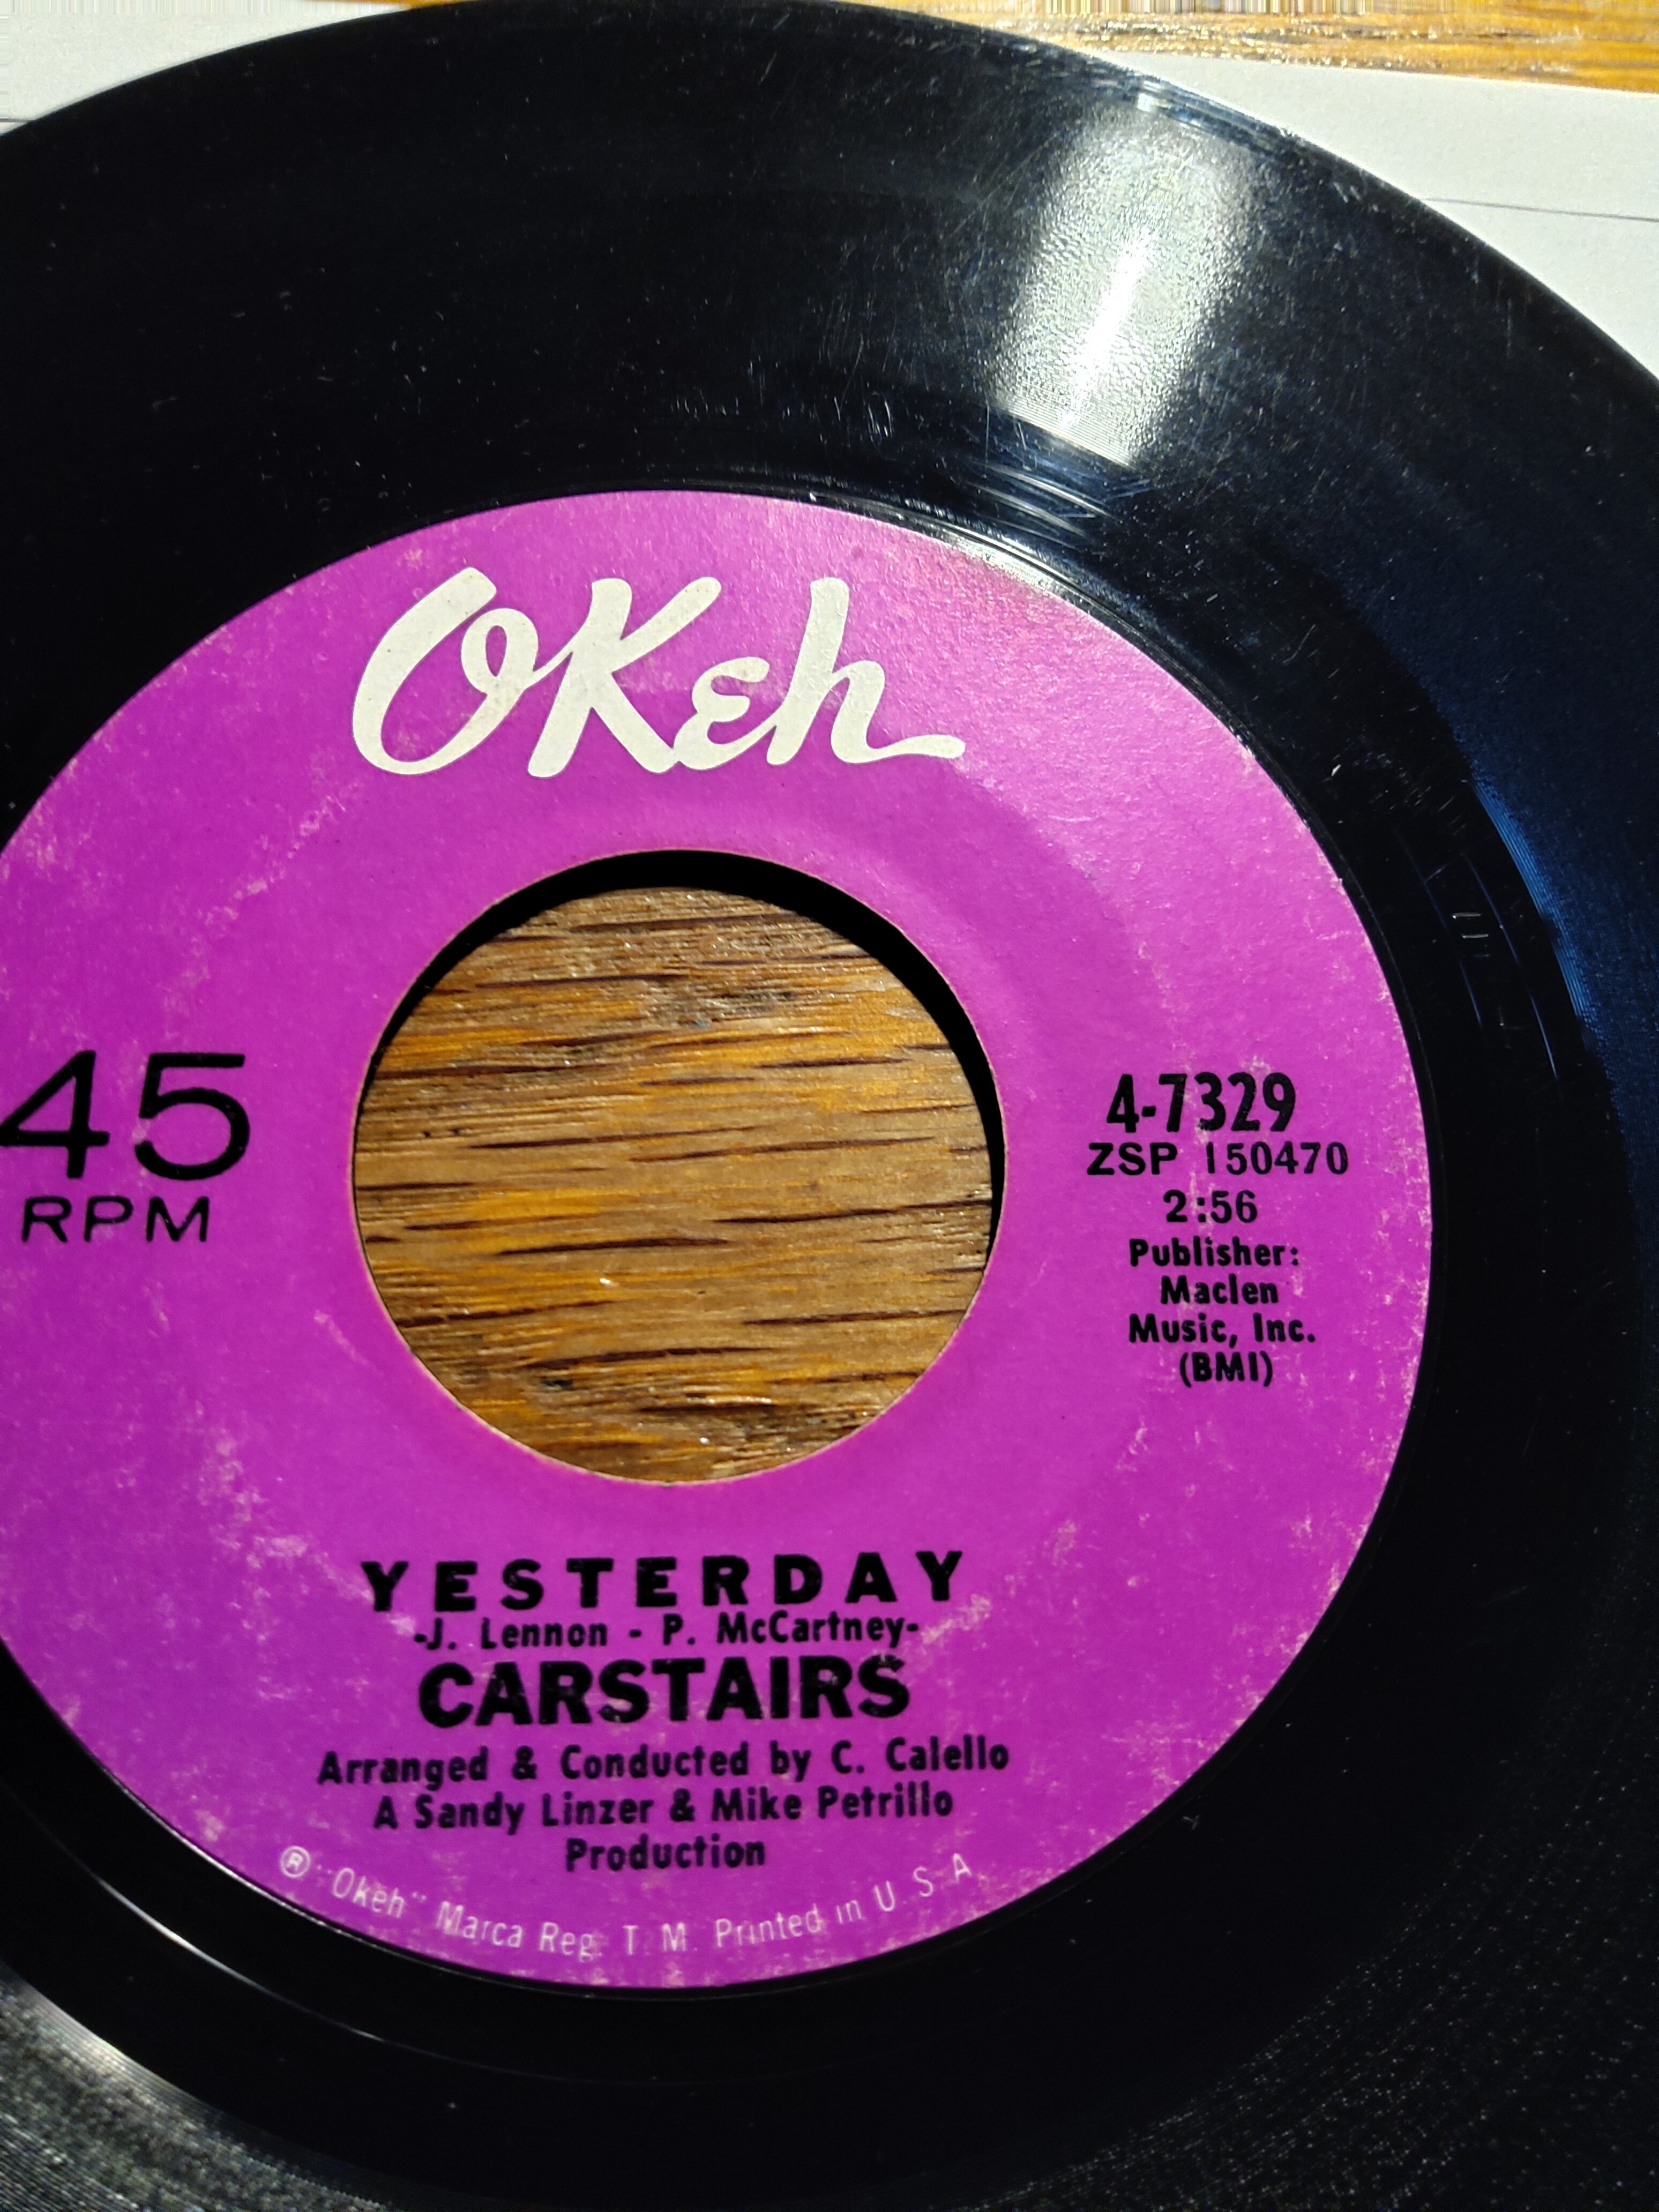 OKeh
45
RPM
4-7329
ZSP 150470
2:56
Publisher:
Maclen
Music, Inc.
(BMI)
YESTERDAY
-J. Lennon - P. McCartney-
CARSTAIRS
Arranged & Conducted by C. Calello
A Sandy Linzer & Mike Petrillo
Production
® "Okeh" Marca Reg. T. M. Printed in U. S. A.